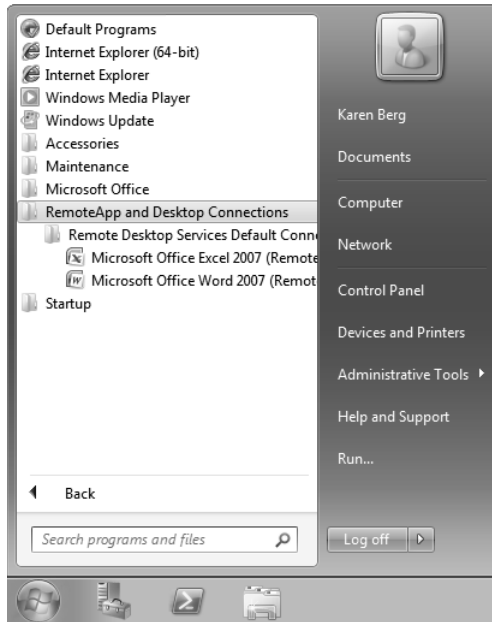 Default Programs
Internet Explorer (64-bit)
Internet Explorer
Windows Media Player
Windows Update
Accessories
Maintenance
Microsoft Office
RemoteApp and Desktop Connections
Remote Desktop Services Default Conne
Microsoft Office Excel 2007 (Remote
Microsoft Office Word 2007 (Remot
Startup
Back
Search programs and files
Karen Berg
Documents
Computer
Network
Control Panel
Devices and Printers
Administrative Tools
Help and Support
Run...
Log off